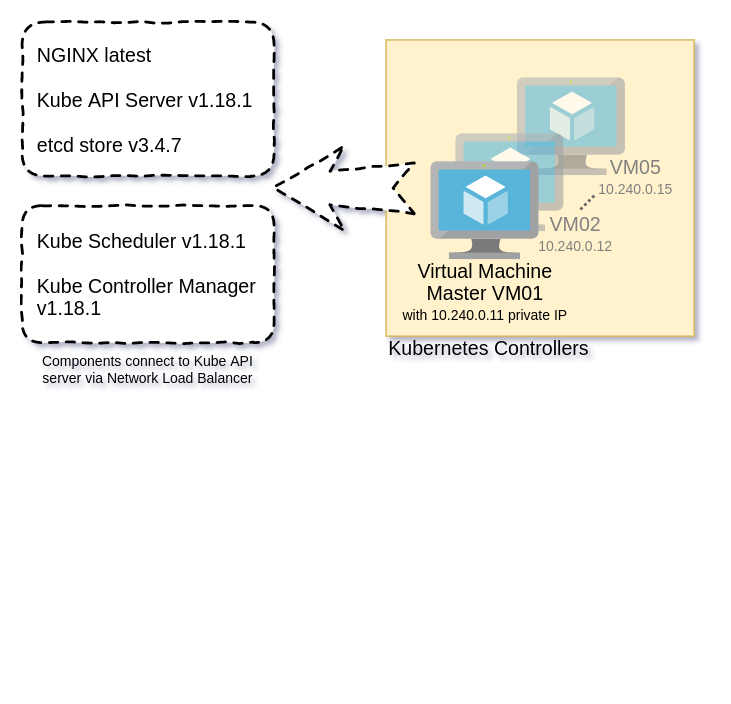 NGINX latest
Kube API Server v1.18.1
etcd store v3.4.7
Kube Scheduler v1.18.1
Kube Controller Manager
v1.18.1
Components connect to Kube API
server via Network Load Balancer
VM05
10.240.0.15
VM02
10.240.0.12
Virtual Machine
Master VM01
with 10.240.0.11 private IP
Kubernetes Controllers